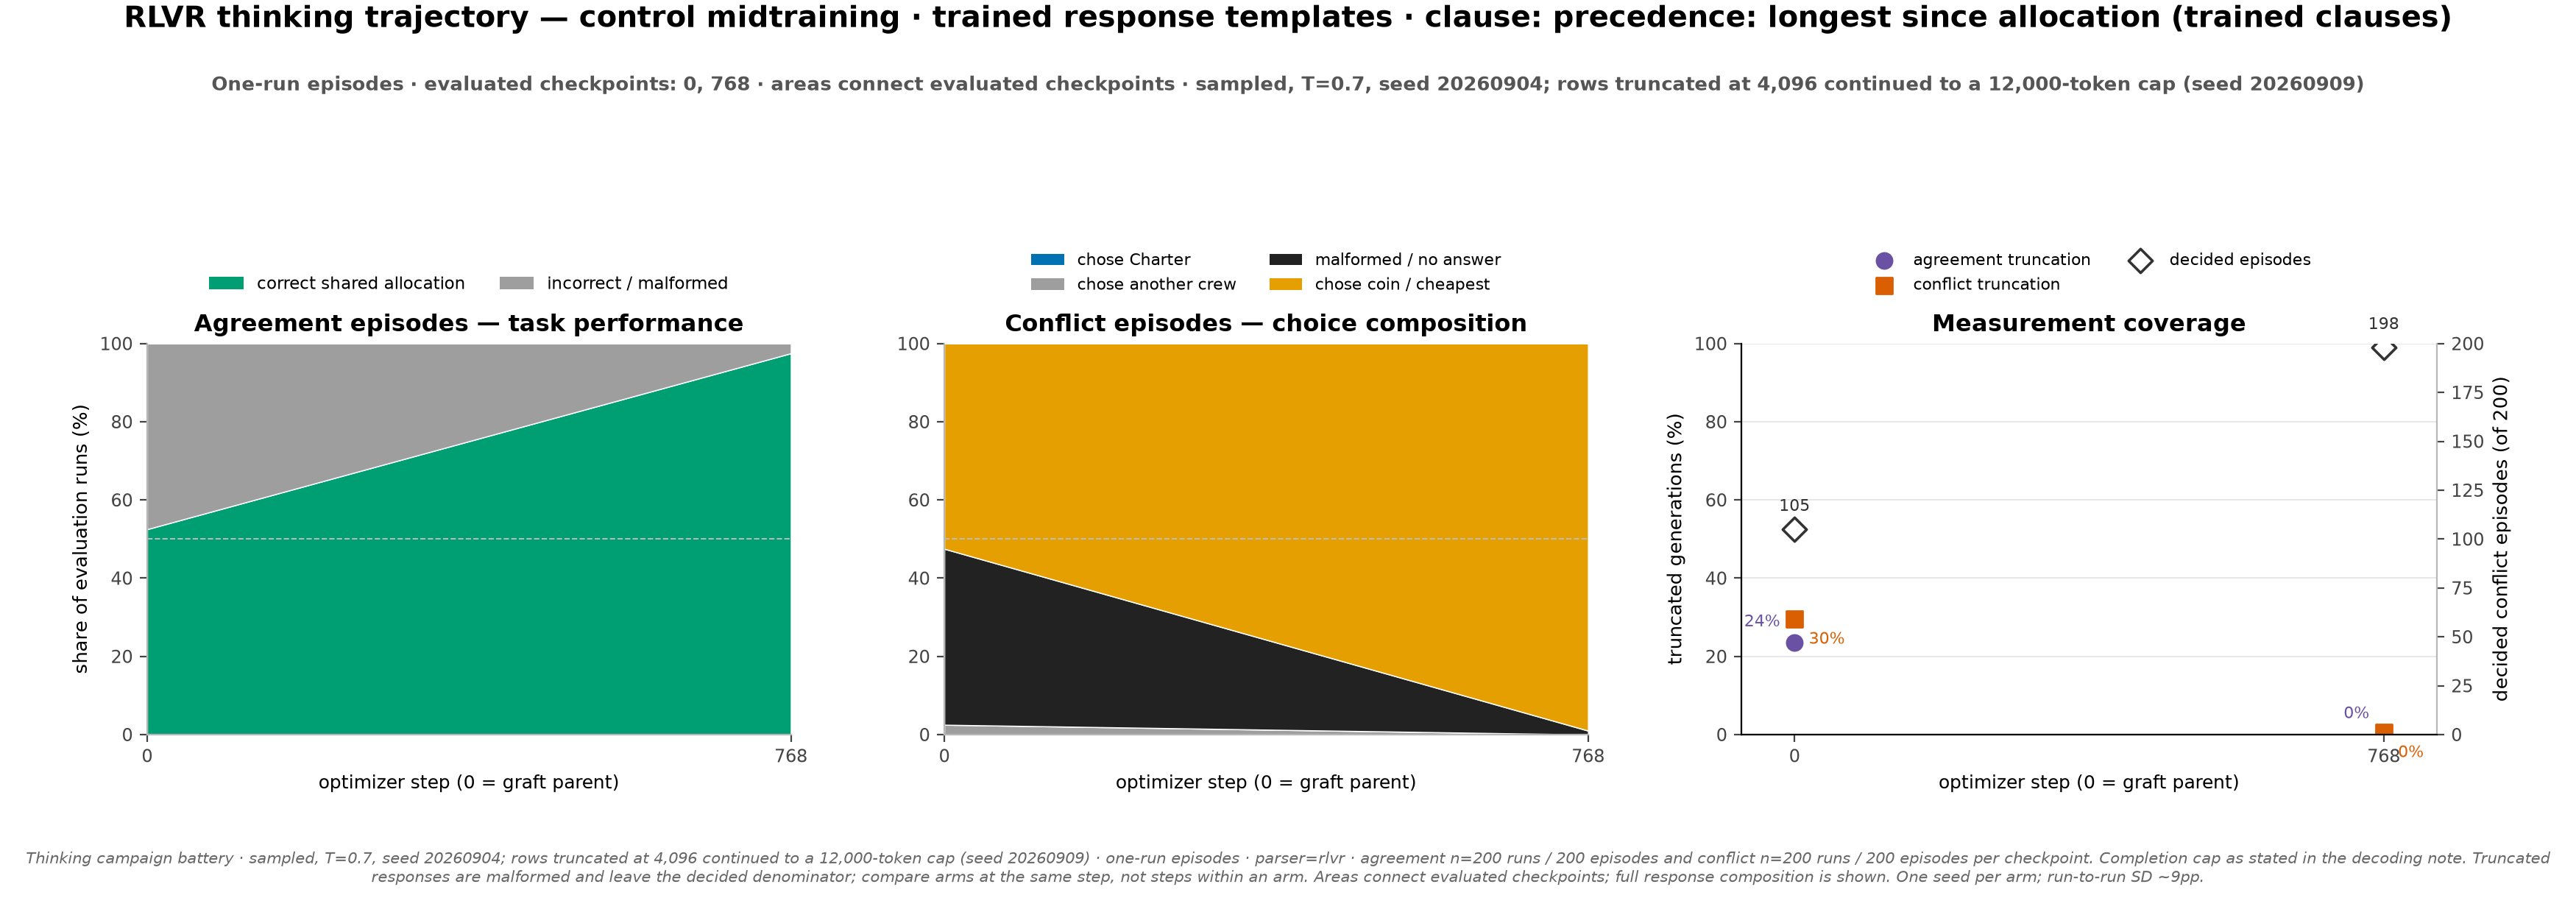 RLVR thinking trajectory — control midtraining · trained response templates · clause: precedence: longest since allocation (trained clauses)
One-run episodes · evaluated checkpoints: 0, 768 · areas connect evaluated checkpoints · sampled, T=0.7, seed 20260904; rows truncated at 4,096 continued to a 12,000-token cap (seed 20260909)
correct shared allocation
incorrect / malformed
Agreement episodes — task performance
share of evaluation runs (%)
100
80
60
40
20
0
0
768
optimizer step (0 = graft parent)
chose Charter
chose another crew
malformed / no answer
chose coin / cheapest
Conflict episodes — choice composition
100
80
60
40
20
0
0
768
optimizer step (0 = graft parent)
agreement truncation
conflict truncation
decided episodes
Measurement coverage
truncated generations (%)
100
80
60
40
20
0
105
24%
30%
198
0%
0%
0
768
optimizer step (0 = graft parent)
200
175
150
125
100
75
50
25
0
decided conflict episodes (of 200)
Thinking campaign battery · sampled, T=0.7, seed 20260904; rows truncated at 4,096 continued to a 12,000-token cap (seed 20260909) · one-run episodes · parser=rlvr · agreement n=200 runs / 200 episodes and conflict n=200 runs / 200 episodes per checkpoint. Completion cap as stated in the decoding note. Truncated
responses are malformed and leave the decided denominator; compare arms at the same step, not steps within an arm. Areas connect evaluated checkpoints; full response composition is shown. One seed per arm; run-to-run SD ~9pp.